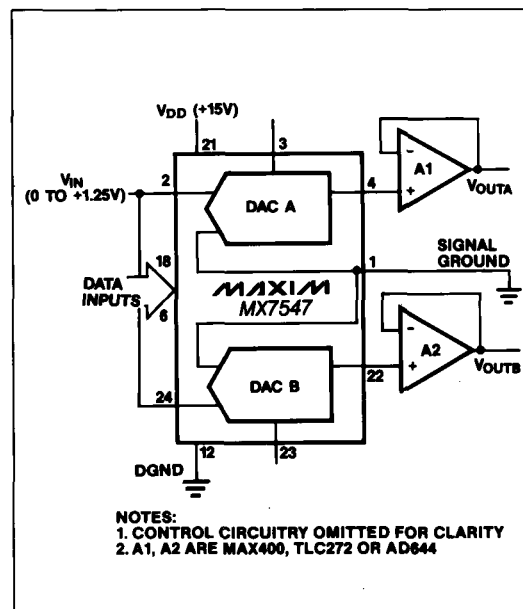 VDD (+15V)
21
3
VIN
(0 TO +1.25V)
2
DAC A
4
A1
-
+
VOUTA
18
DATA
INPUTS
6
MAXIM
MX7547
1
SIGNAL
GROUND
24
DAC B
22
A2
-
+
VOUTB
12
23
DGND
NOTES:
1. CONTROL CIRCUITRY OMITTED FOR CLARITY
2. A1, A2 ARE MAX400, TLC272 OR AD644